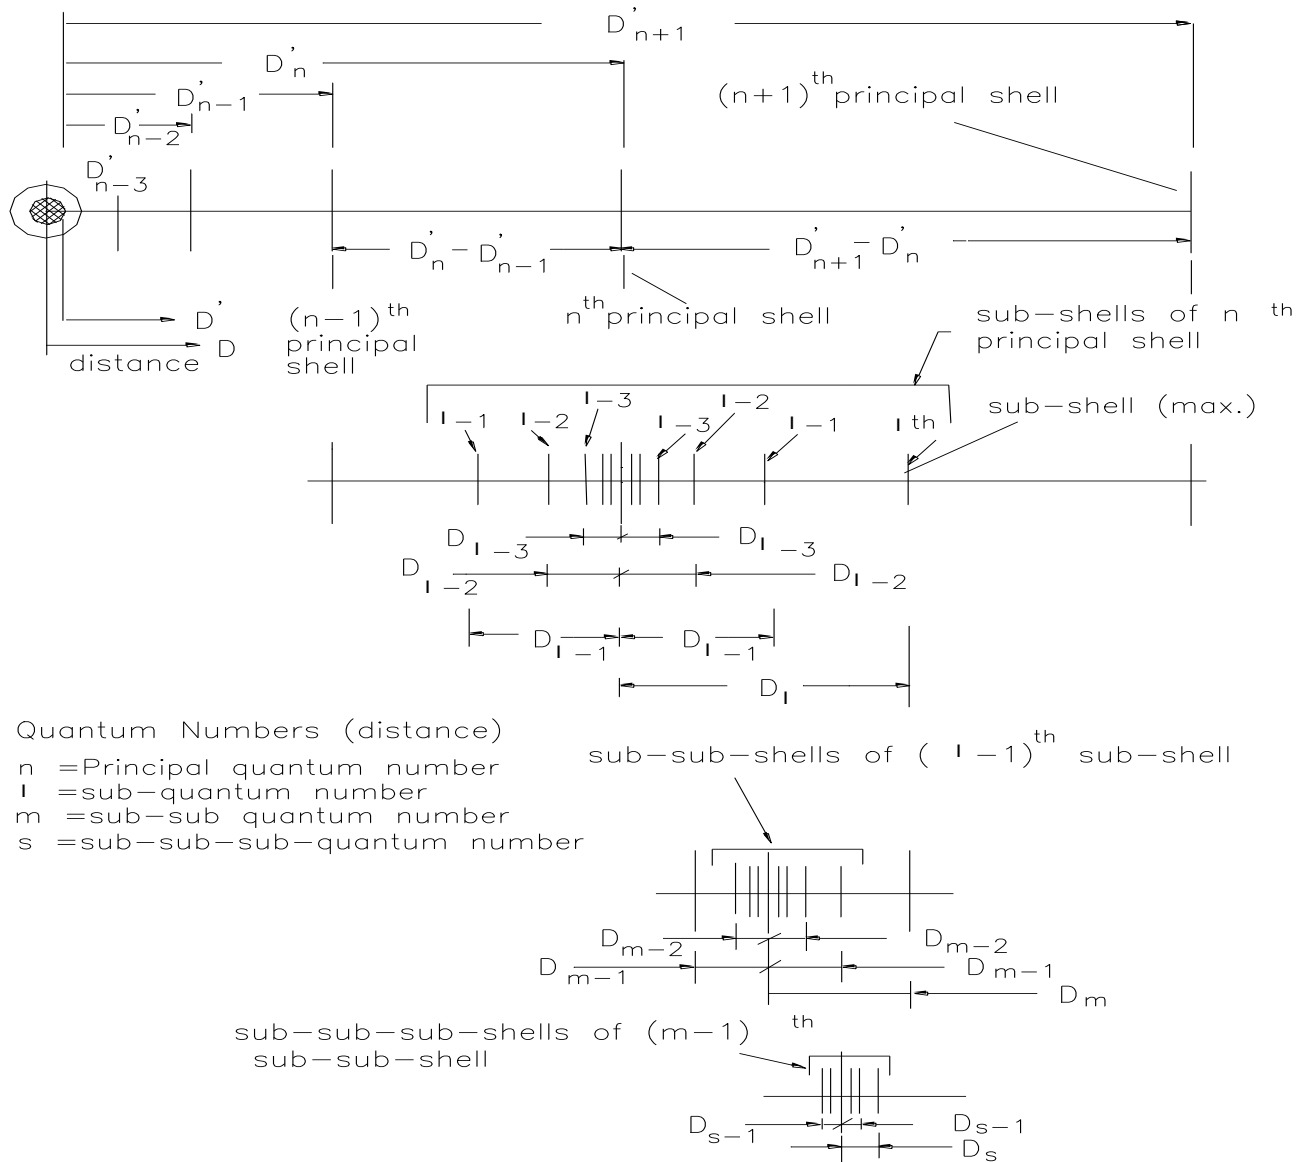 D'n+1
D'n
D'n-1
(n+1)th principal shell
D'n-2
D'n-3
D'n-D'n-1
D'n+1-D'n
D'
(n-1)th
principal
shell
nth principal shell
sub-shells of n th
principal shell
distance D
l-3
l-2
sub-shell (max.)
l-1
l-2
l-3
l-1
lth
Dl-3
Dl-3
Dl-2
Dl-2
Dl-1
Dl-1
Dl
Quantum Numbers (distance)
n =Principal quantum number
l =sub-quantum number
m =sub-sub quantum number
s =sub-sub-sub-quantum number
sub-sub-shells of ( l-1)th sub-shell
Dm-2
Dm-2
Dm-1
Dm-1
Dm
sub-sub-sub-shells of (m-1) th
sub-sub-shell
Ds-1
Ds-1
Ds